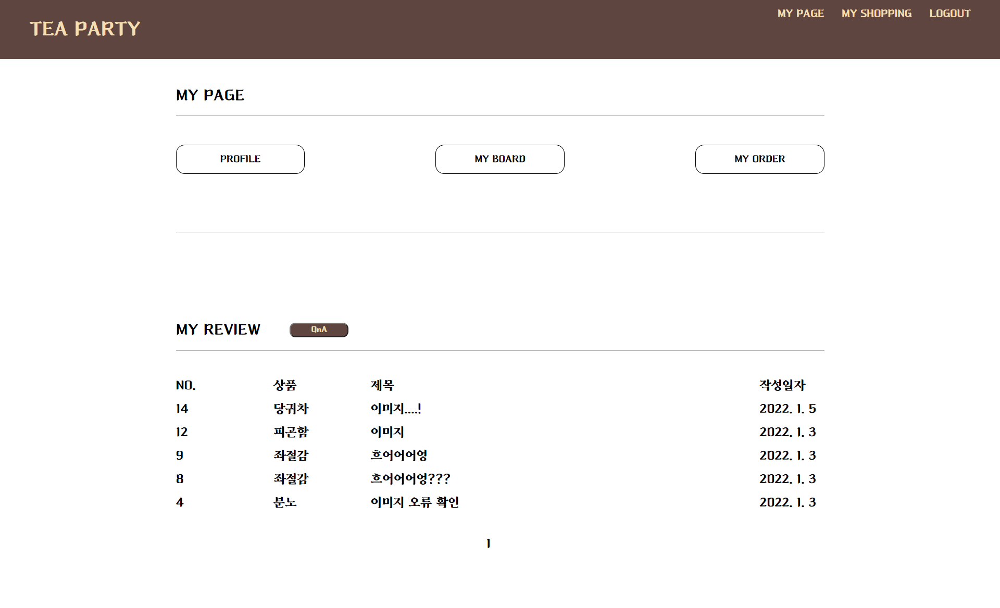 TEA PARTY
MY PAGE MY SHOPPING LOGOUT
MY PAGE
PROFILE MY BOARD MY ORDER
MY REVIEW QnA
NO. 상품 제목 작성일자
14 당귀차 이미지....! 2022. 1. 5
12 피곤함 이미지 2022. 1. 3
9 좌절감 흐어어어엉 2022. 1. 3
8 좌절감 흐어어어엉??? 2022. 1. 3
4 분노 이미지 오류 확인 2022. 1. 3
1